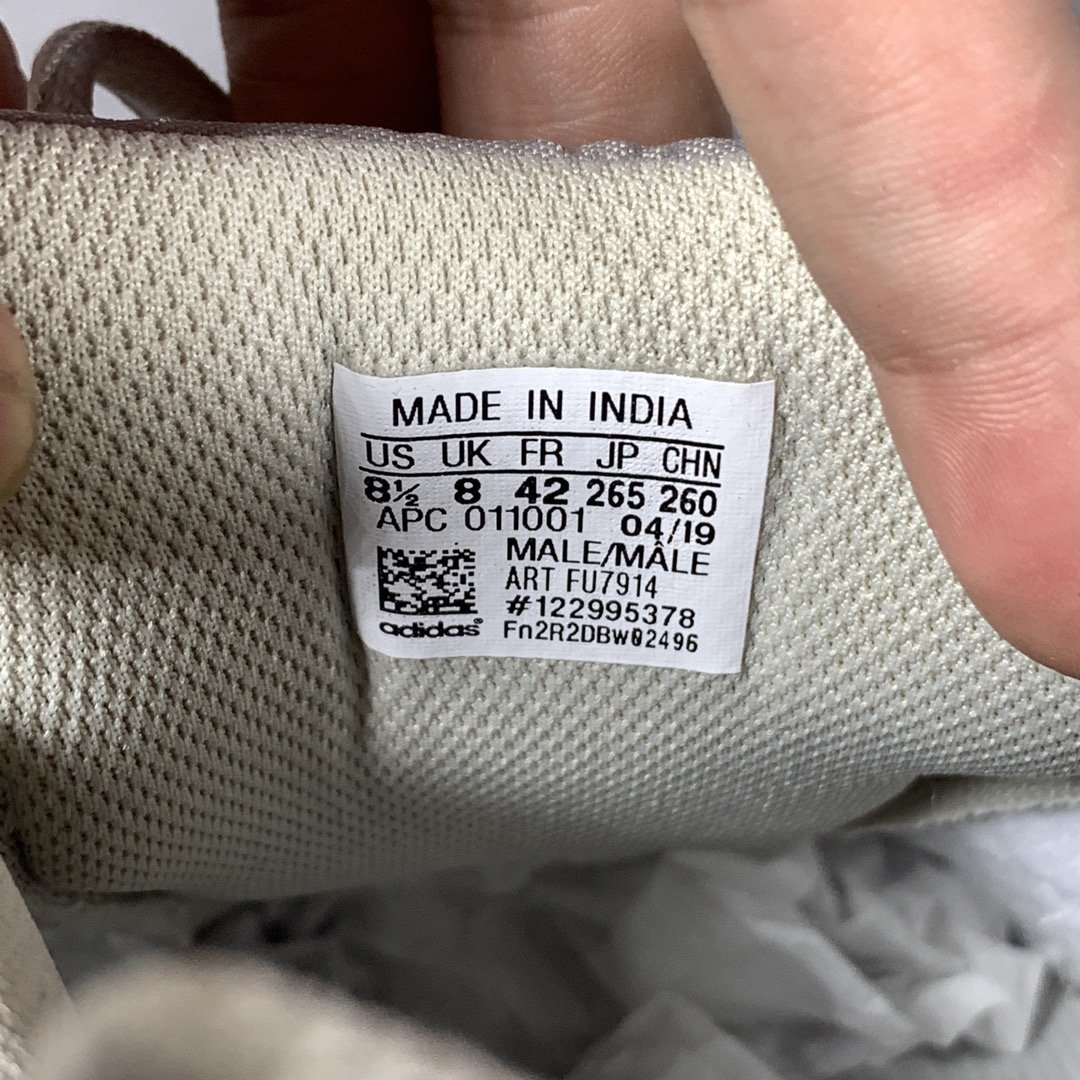 MADE IN INDIA
US UK FR JP CHN
8½ 8 42 265 260
APC 011001 04/19
MALE/MÂLE
ART FU7914
#122995378
adidas® Fn2R2DBW02496